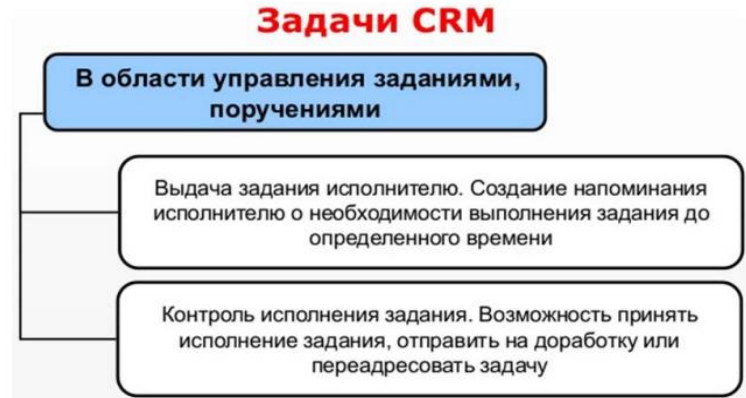 Задачи CRM
В области управления заданиями,
поручениями
Выдача задания исполнителю. Создание напоминания
исполнителю о необходимости выполнения задания до
определенного времени
Контроль исполнения задания. Возможность принять
исполнение задания, отправить на доработку или
переадресовать задачу